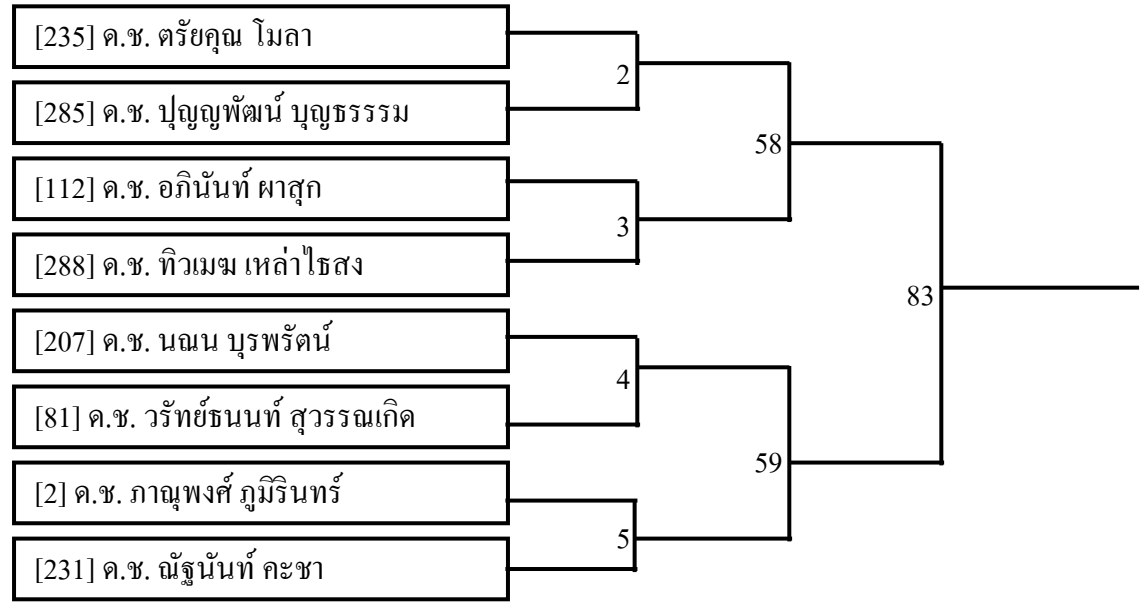 [235] ด.ช. ตรัยคุณ โมลา
2
[285] ด.ช. ปุญญพัฒน์ บุญธรรรม
58
[112] ด.ช. อภินันท์ ผาสุก
3
[288] ด.ช. ทิวเมฆ เหล่าไธสง
83
[207] ด.ช. นณน บุรพรัตน์
4
[81] ด.ช. วรัทย์ธนนท์ สุวรรณเกิด
59
[2] ด.ช. ภาณุพงศ์ ภูมิรินทร์
5
[231] ด.ช. ณัฐนันท์ คะชา